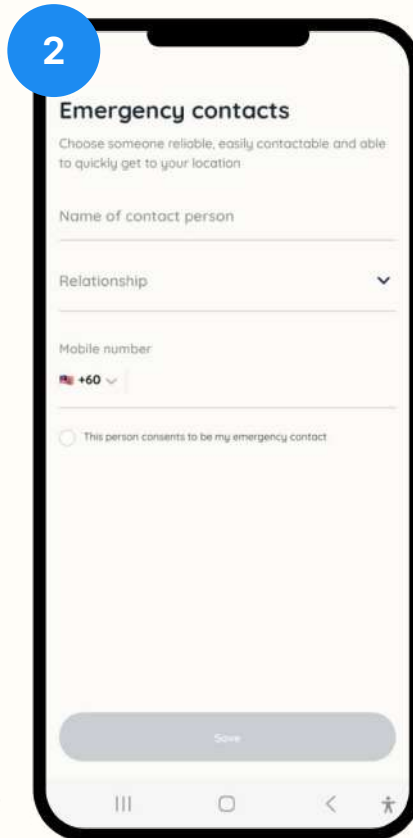 2
Emergency contacts
Choose someone reliable, easily contactable and able
to quickly get to your location
Name of contact person
Relationship
Mobile number
+60
This person consents to be my emergency contact
Save